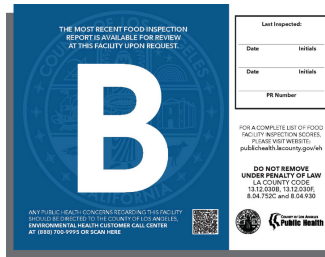 THE MOST RECENT FOOD INSPECTION
REPORT IS AVAILABLE FOR REVIEW
AT THIS FACILITY UPON REQUEST.
B
ANY PUBLIC HEALTH CONCERNS REGARDING THIS FACILITY
SHOULD BE DIRECTED TO THE COUNTY OF LOS ANGELES,
ENVIRONMENTAL HEALTH CUSTOMER CALL CENTER
AT (888) 700-9995 OR SCAN HERE
Last Inspected:
Date Initials
Date Initials
PR Number
FOR A COMPLETE LIST OF FOOD
FACILITY INSPECTION SCORES,
PLEASE VISIT WEBSITE:
publichealth.lacounty.gov/eh
DO NOT REMOVE
UNDER PENALTY OF LAW
LA COUNTY CODE
13.12.030B, 13.12.030F,
8.04.752C and 8.04.930
COUNTY OF LOS ANGELES
Public Health